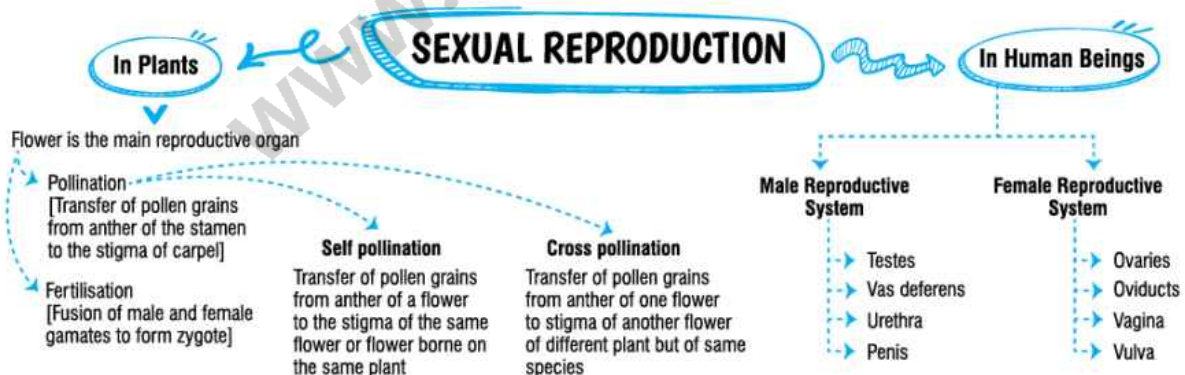 SEXUAL REPRODUCTION
In Plants
In Human Beings
Flower is the main reproductive organ
Pollination
[Transfer of pollen grains
from anther of the stamen
to the stigma of carpel]
Fertilisation
[Fusion of male and female
gamates to form zygote]
Self pollination
Transfer of pollen grains
from anther of a flower
to the stigma of the same
flower or flower borne on
the same plant
Cross pollination
Transfer of pollen grains
from anther of one flower
to stigma of another flower
of different plant but of same
species
Male Reproductive
System
Testes
Vas deferens
Urethra
Penis
Female Reproductive
System
Ovaries
Oviducts
Vagina
Vulva
www.